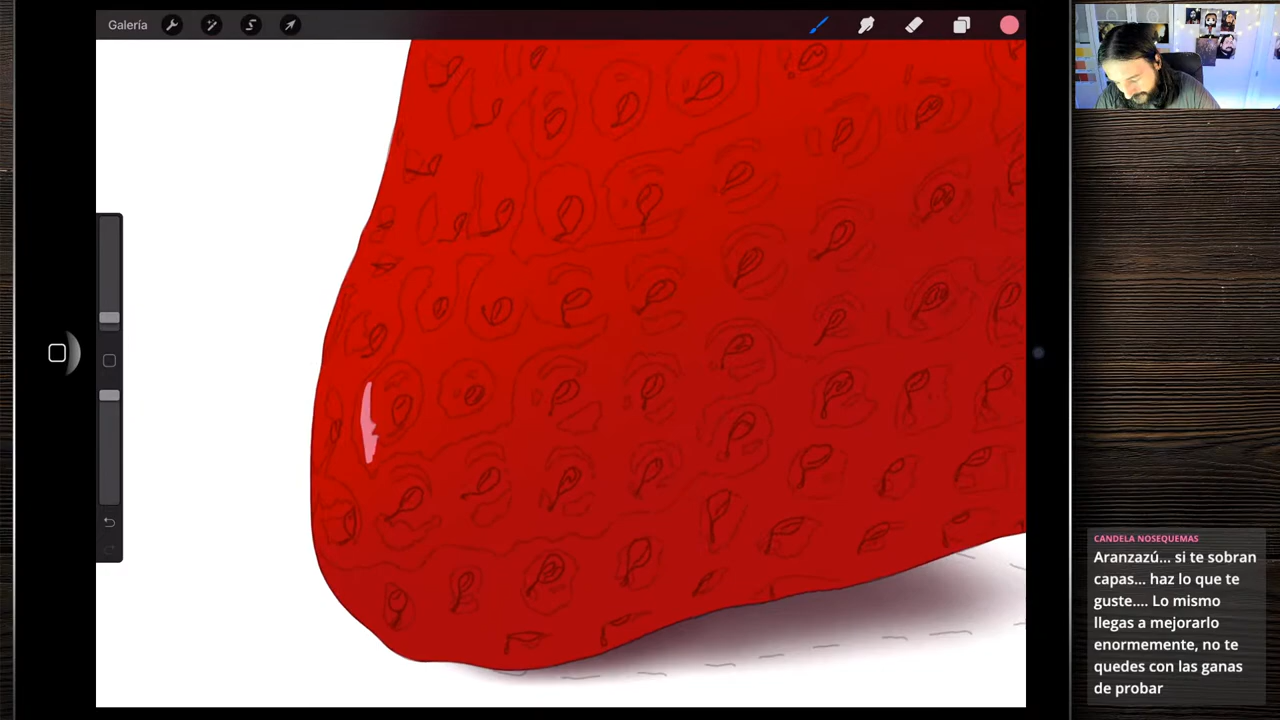 Galería
CANDELA NOSEQUEMAS
Aranzazú... si te sobran
capas... haz lo que te
guste.... Lo mismo
llegas a mejorarlo
enormemente, no te
quedes con las ganas
de probar